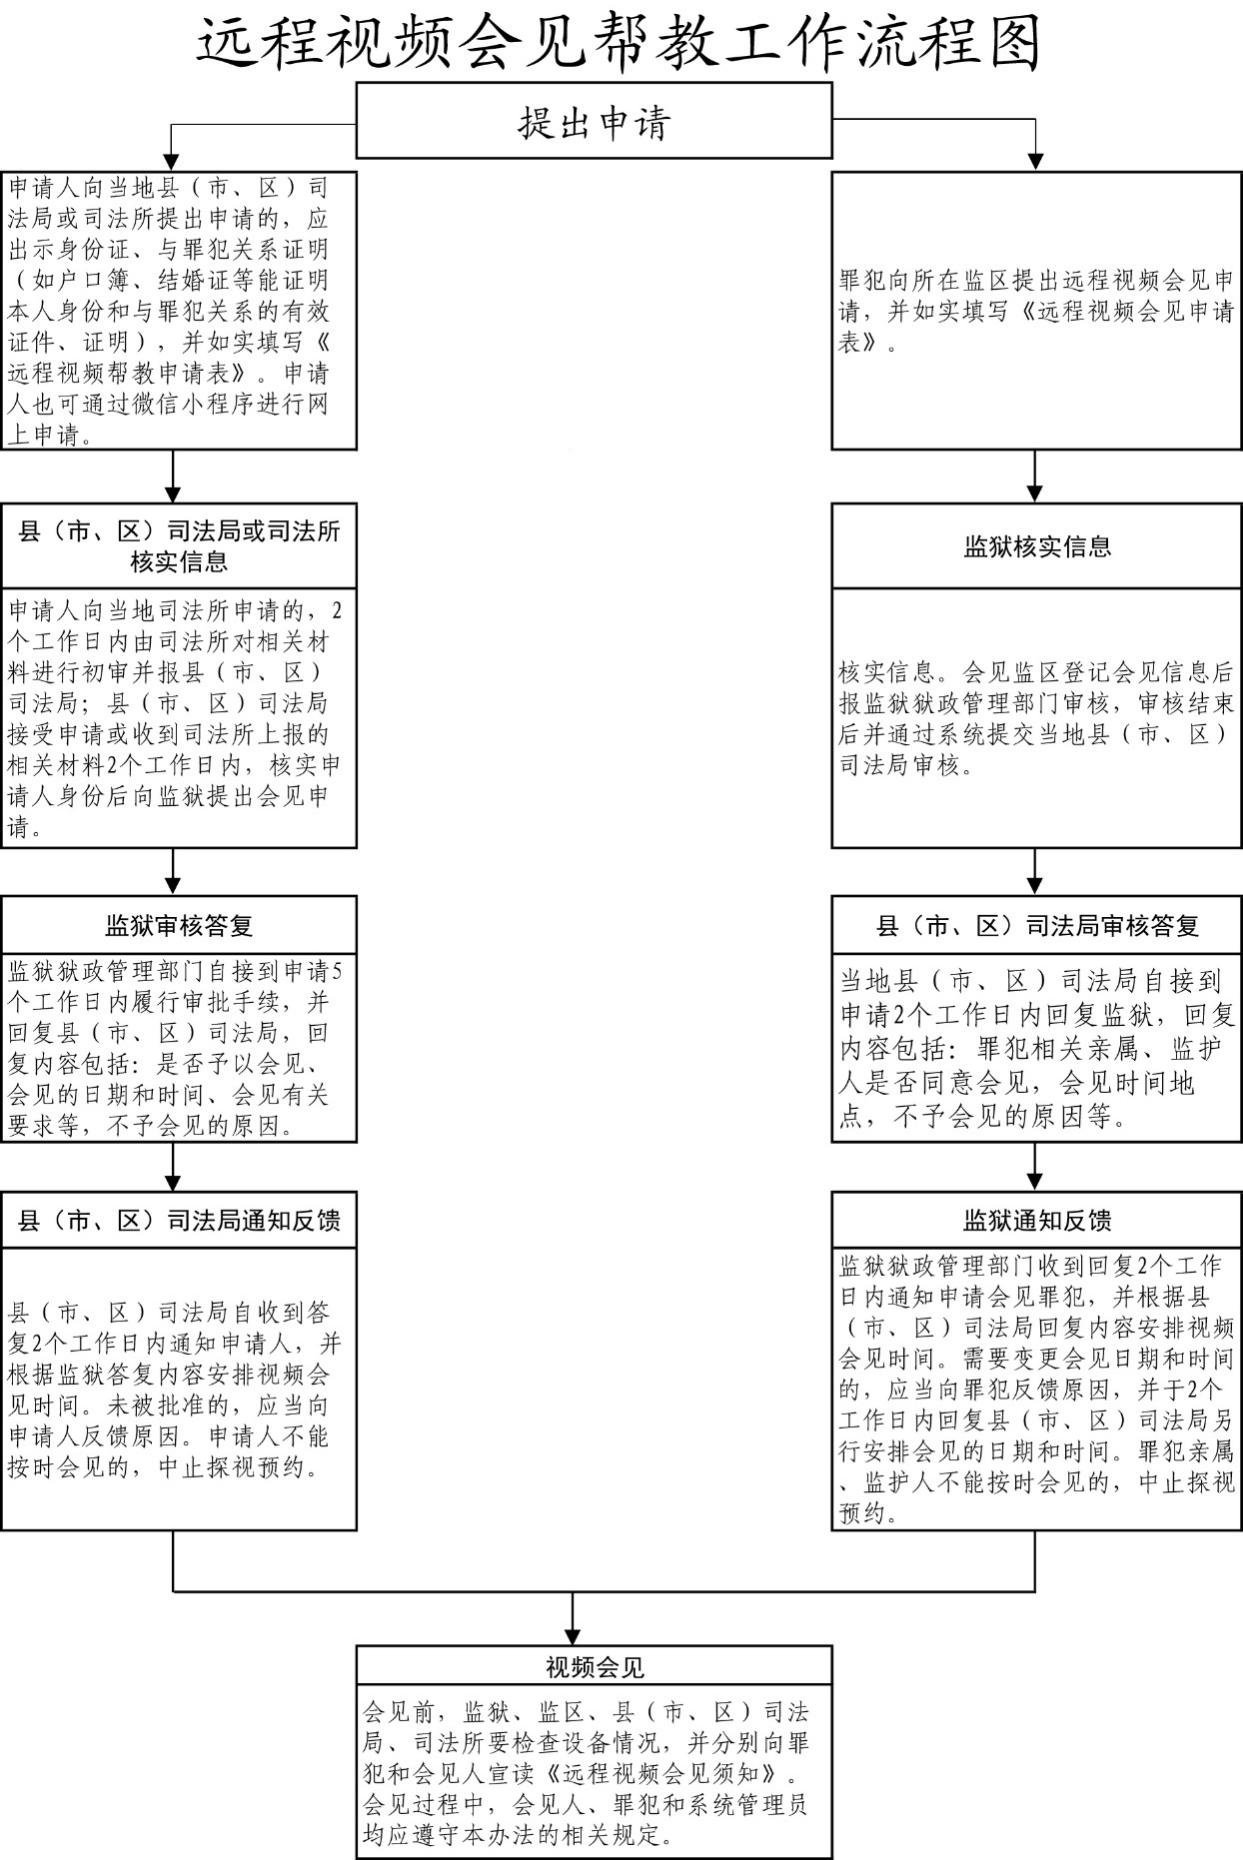 远程视频会见帮教工作流程图
提出申请
申请人向当地县（市、区）司
法局或司法所提出申请的，应
出示身份证、与罪犯关系证明
（如户口簿、结婚证等能证明
本人身份和与罪犯关系的有效
证件、证明），并如实填写《
远程视频帮教申请表》。申请
人也可通过微信小程序进行网
上申请。
罪犯向所在监区提出远程视频会见申
请，并如实填写《远程视频会见申请
表》。
县（市、区）司法局或司法所
核实信息
申请人向当地司法所申请的，2
个工作日内由司法所对相关材
料进行初审并报县（市、区）
司法局；县（市、区）司法局
接受申请或收到司法所上报的
相关材料2个工作日内，核实申
请人身份后向监狱提出会见申
请。
监狱核实信息
核实信息。会见监区登记会见信息后
报监狱狱政管理部门审核，审核结束
后并通过系统提交当地县（市、区）
司法局审核。
监狱审核答复
监狱狱政管理部门自接到申请5
个工作日内履行审批手续，并
回复县（市、区）司法局，回
复内容包括：是否予以会见、
会见的日期和时间、会见有关
要求等，不予会见的原因。
县（市、区）司法局审核答复
当地县（市、区）司法局自接到
申请2个工作日内回复监狱，回复
内容包括：罪犯相关亲属、监护
人是否同意会见，会见时间地
点，不予会见的原因等。
县（市、区）司法局通知反馈
县（市、区）司法局自收到答
复2个工作日内通知申请人，并
根据监狱答复内容安排视频会
见时间。未被批准的，应当向
申请人反馈原因。申请人不能
按时会见的，中止探视预约。
监狱通知反馈
监狱狱政管理部门收到回复2个工作
日内通知申请会见罪犯，并根据县
（市、区）司法局回复内容安排视频
会见时间。需要变更会见日期和时间
的，应当向罪犯反馈原因，并于2个
工作日内回复县（市、区）司法局另
行安排会见的日期和时间。罪犯亲属
、监护人不能按时会见的，中止探视
预约。
视频会见
会见前，监狱、监区、县（市、区）司法
局、司法所要检查设备情况，并分别向罪
犯和会见人宣读《远程视频会见须知》。
会见过程中，会见人、罪犯和系统管理员
均应遵守本办法的相关规定。